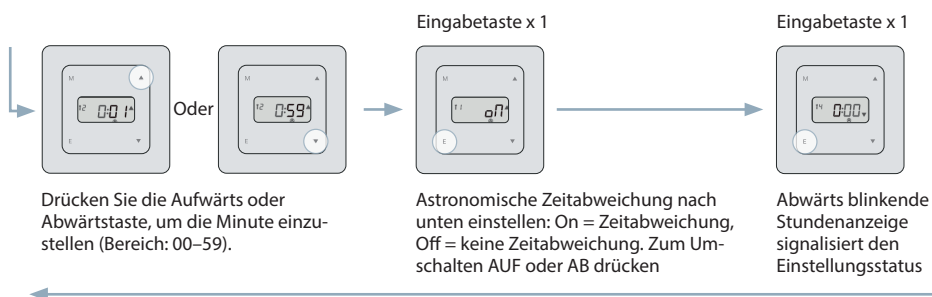 Eingabetaste x 1
Eingabetaste x 1
M
12 0:01
E
Oder
M
12 0:59
E
M
11 on
E
M
14 0:00
E
Drücken Sie die Aufwärts oder
Abwärtstaste, um die Minute einzu-
stellen (Bereich: 00–59).
Astronomische Zeitabweichung nach
unten einstellen: On = Zeitabweichung,
Off = keine Zeitabweichung. Zum Um-
schalten AUF oder AB drücken
Abwärts blinkende
Stundenanzeige
signalisiert den
Einstellungsstatus